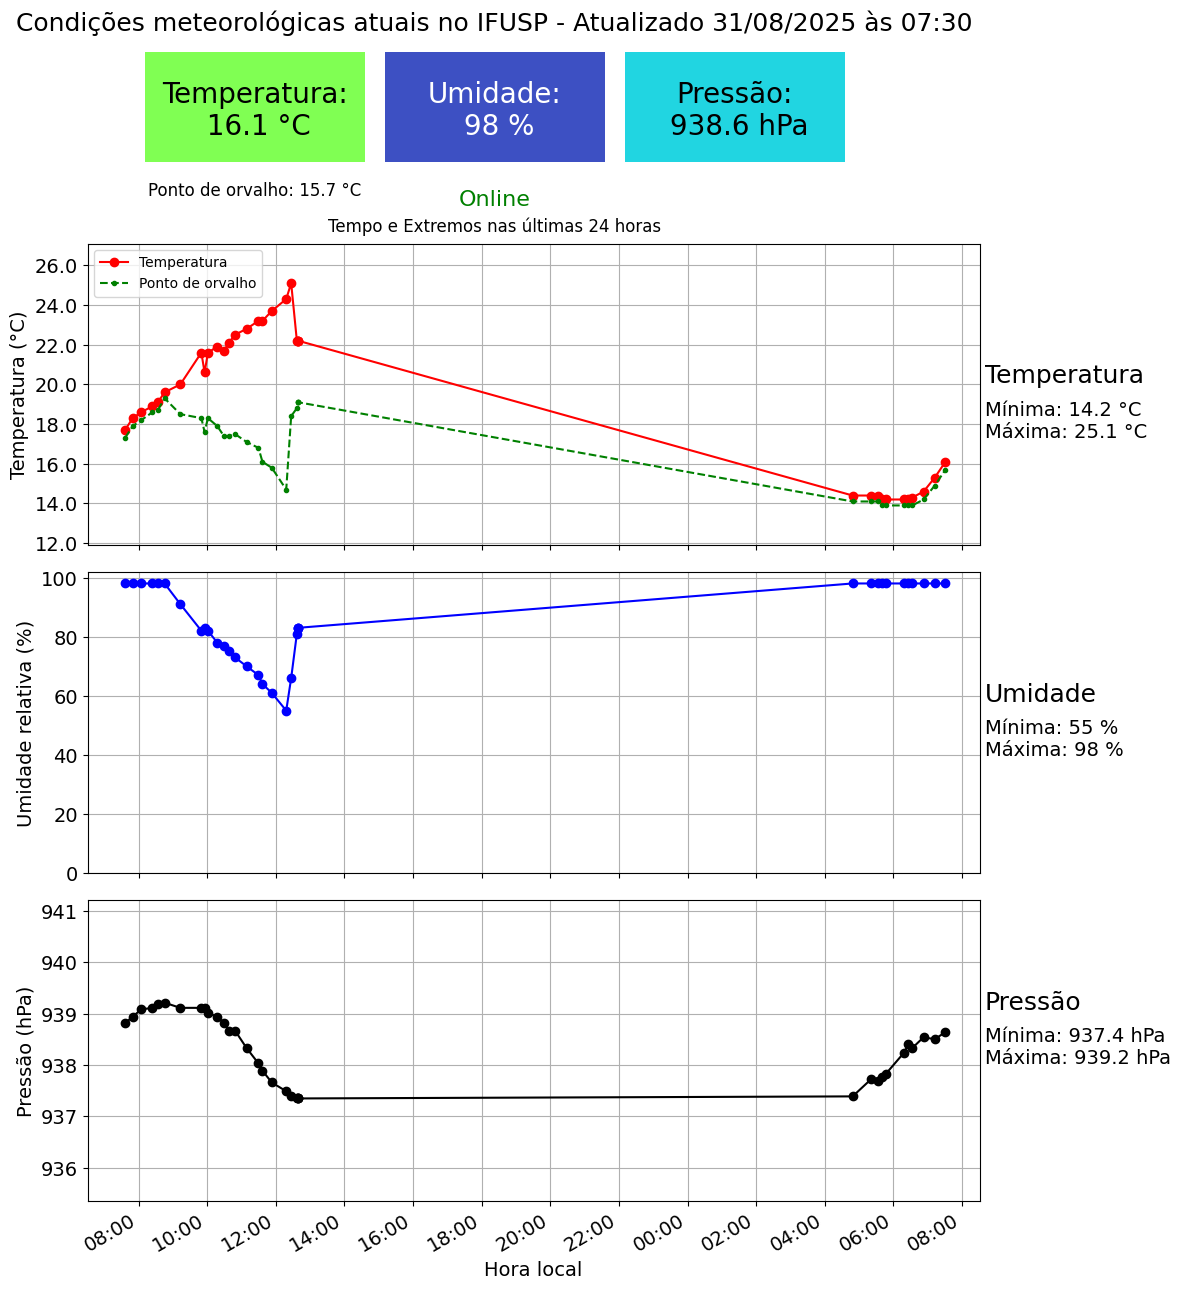 Condições meteorológicas atuais no IFUSP - Atualizado 31/08/2025 às 07:30
Temperatura:
16.1 °C
Umidade:
98 %
Pressão:
938.6 hPa
Ponto de orvalho: 15.7 °C
Online
Tempo e Extremos nas últimas 24 horas
Temperatura (°C)
26.0
24.0
22.0
20.0
18.0
16.0
14.0
12.0
Temperatura
Ponto de orvalho
Temperatura
Mínima: 14.2 °C
Máxima: 25.1 °C
Umidade relativa (%)
100
80
60
40
20
0
Umidade
Mínima: 55 %
Máxima: 98 %
Pressão (hPa)
941
940
939
938
937
936
Pressão
Mínima: 937.4 hPa
Máxima: 939.2 hPa
08:00 10:00 12:00 14:00 16:00 18:00 20:00 22:00 00:00 02:00 04:00 06:00 08:00
Hora local